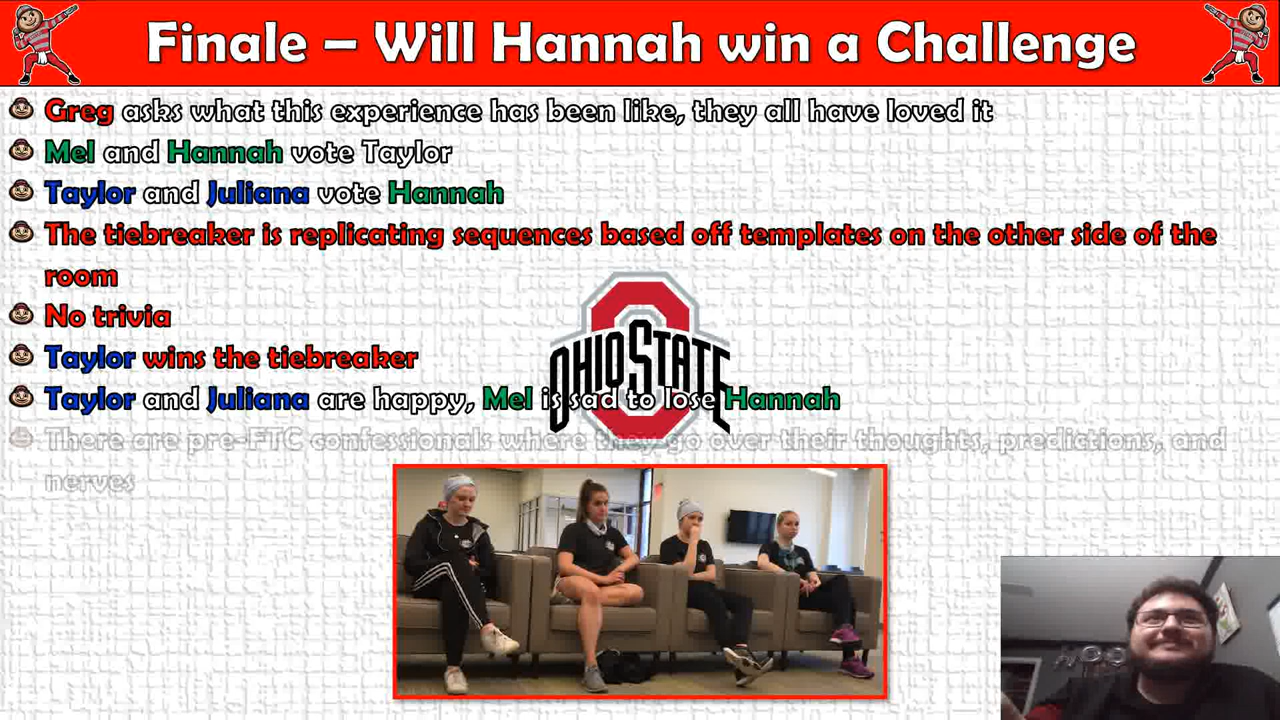 Finale – Will Hannah win a Challenge
Greg asks what this experience has been like, they all have loved it
Mel and Hannah vote Taylor
Taylor and Juliana vote Hannah
The tiebreaker is replicating sequences based off templates on the other side of the
room
No trivia
OHIO STATE
Taylor wins the tiebreaker
Taylor and Juliana are happy, Mel is sad to lose Hannah
There are pre-FTC confessionals where they go over their thoughts, predictions, and
nerves